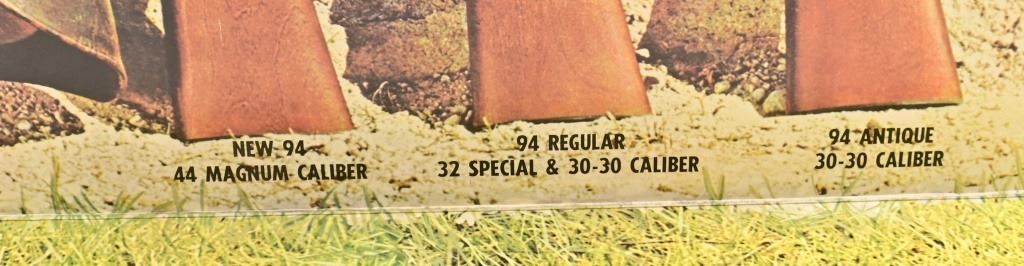 NEW 94
44 MAGNUM CALIBER
94 REGULAR
32 SPECIAL & 30-30 CALIBER
94 ANTIQUE
30-30 CALIBER